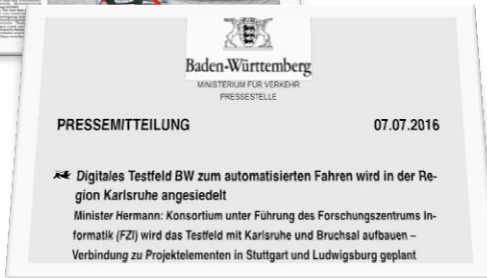 Baden-Württemberg
MINISTERIUM FÜR VERKEHR
PRESSESTELLE
PRESSEMITTEILUNG 07.07.2016
Digitales Testfeld BW zum automatisierten Fahren wird in der Re-
gion Karlsruhe angesiedelt
Minister Hermann: Konsortium unter Führung des Forschungszentrums In-
formatik (FZI) wird das Testfeld mit Karlsruhe und Bruchsal aufbauen –
Verbindung zu Projektelementen in Stuttgart und Ludwigsburg geplant